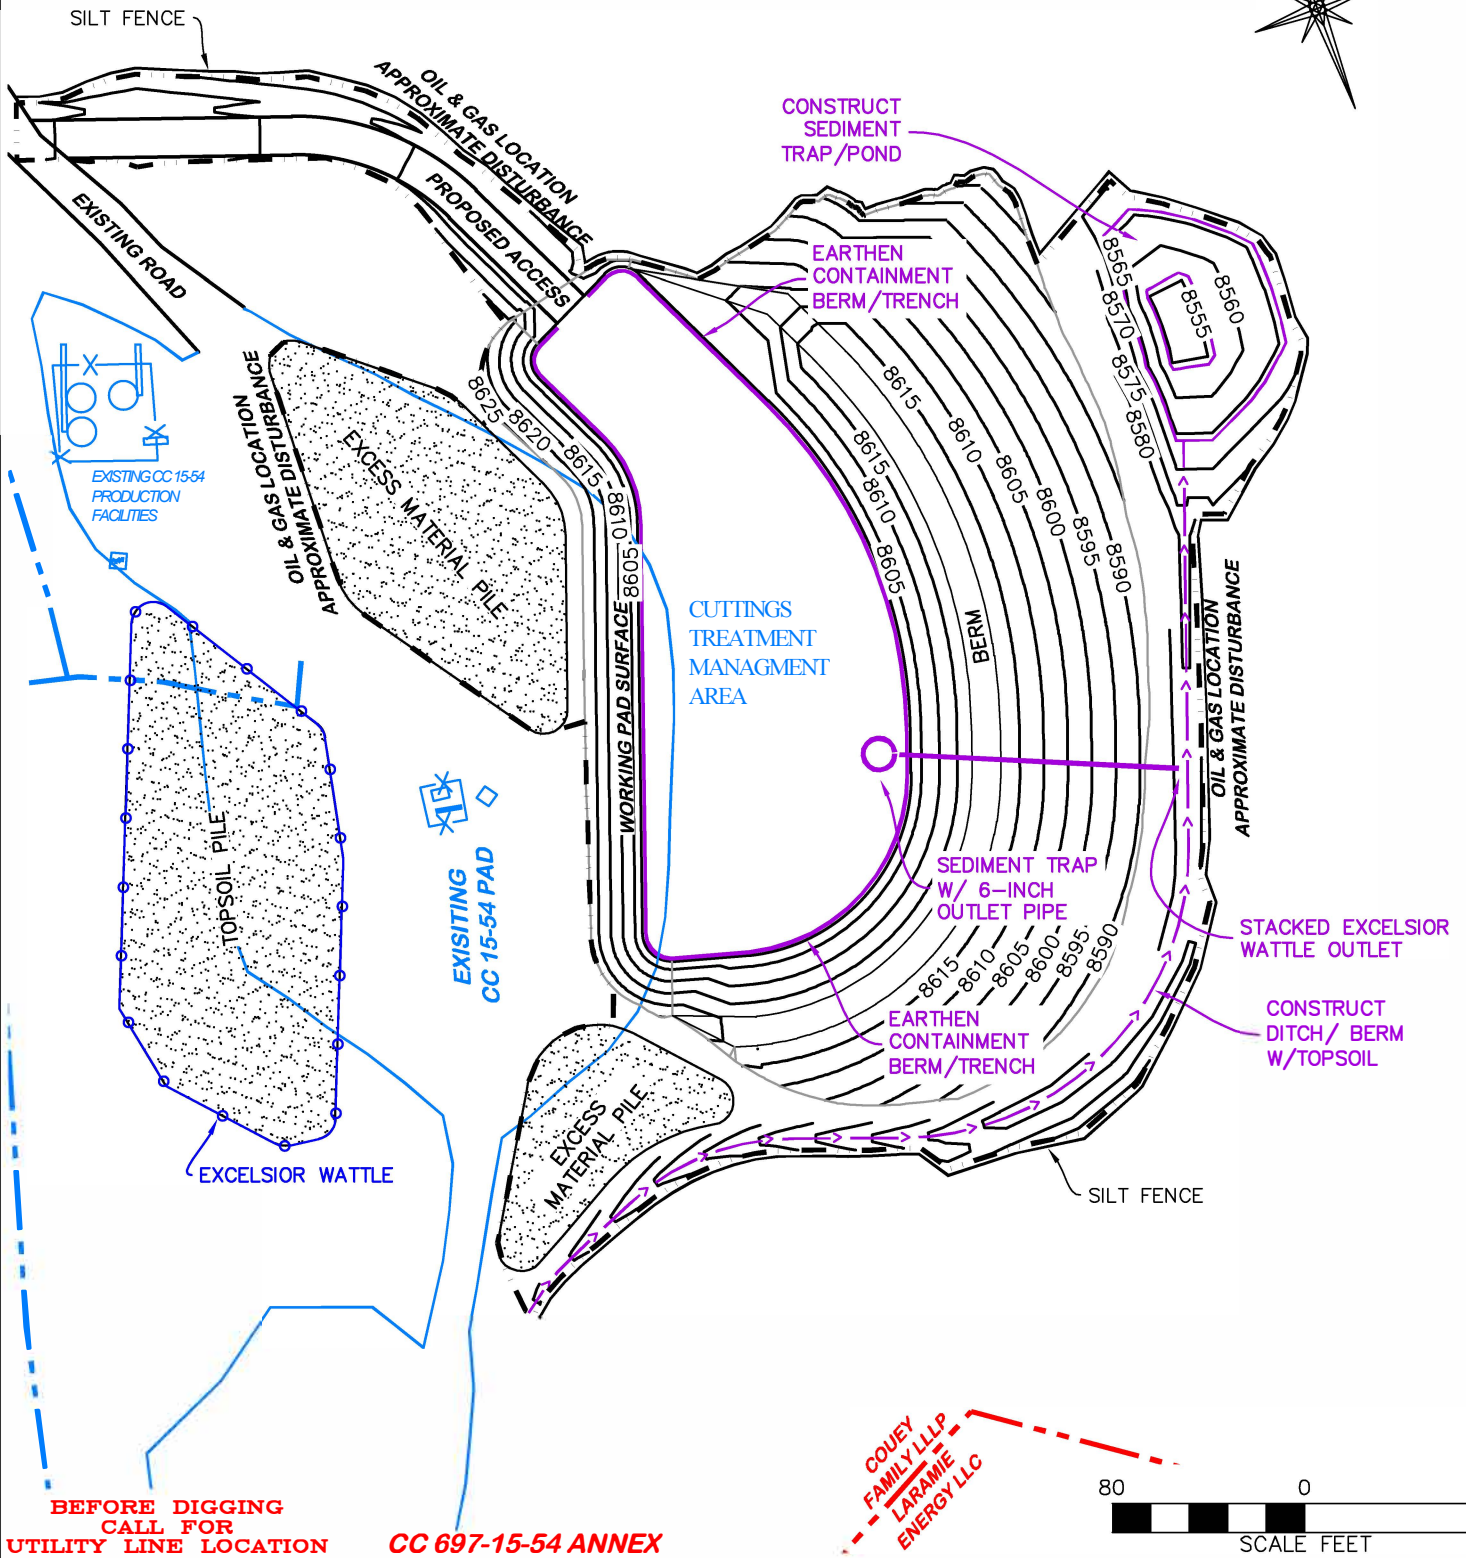 SILT FENCE
OIL & GAS LOCATION
APPROXIMATE DISTURBANCE
CONSTRUCT
SEDIMENT
TRAP/POND
PROPOSED ACCESS
EXISTING ROAD
EARTHEN
CONTAINMENT
BERM/TRENCH
8565
8570
8575
8580
8560
8555
EXISTING CC 15-54
PRODUCTION
FACILITIES
OIL & GAS LOCATION
APPROXIMATE DISTURBANCE
EXCESS MATERIAL PILE
8625
8620
8615
8610
8605
8615
8610
8605
8615
8610
8605
8600
8595
8590
CUTTINGS
TREATMENT
MANAGMENT
AREA
BERM
WORKING PAD SURFACE
OIL & GAS LOCATION
APPROXIMATE DISTURBANCE
TOPSOIL PILE
EXISITING
CC 15-54 PAD
SEDIMENT TRAP
W/ 6-INCH
OUTLET PIPE
STACKED EXCELSIOR
WATTLE OUTLET
8615
8610
8605
8600
8595
8590
EARTHEN
CONTAINMENT
BERM/TRENCH
CONSTRUCT
DITCH/ BERM
W/TOPSOIL
EXCESS
MATERIAL PILE
EXCELSIOR WATTLE
SILT FENCE
COUEY
FAMILY LLLP
LARAMIE
ENERGY LLC
80 0
SCALE FEET
BEFORE DIGGING
CALL FOR
UTILITY LINE LOCATION
CC 697-15-54 ANNEX